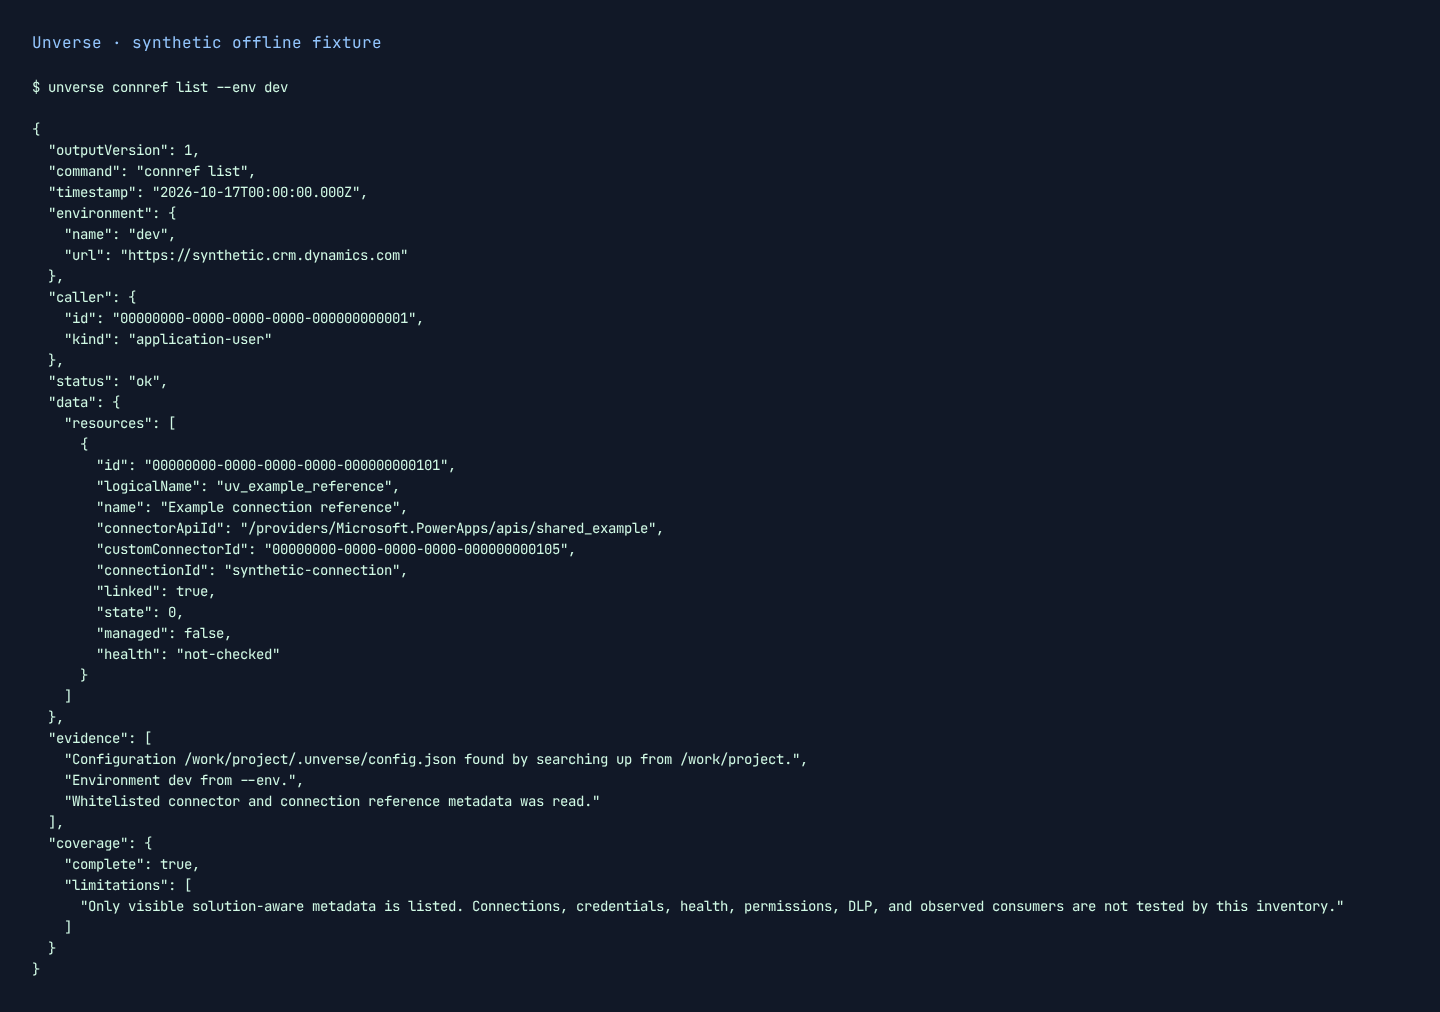 Unverse · synthetic offline fixture
$ unverse connref list --env dev
{
  "outputVersion": 1,
  "command": "connref list",
  "timestamp": "2026-10-17T00:00:00.000Z",
  "environment": {
    "name": "dev",
    "url": "https://synthetic.crm.dynamics.com"
  },
  "caller": {
    "id": "00000000-0000-0000-0000-000000000001",
    "kind": "application-user"
  },
  "status": "ok",
  "data": {
    "resources": [
      {
        "id": "00000000-0000-0000-0000-000000000101",
        "logicalName": "uv_example_reference",
        "name": "Example connection reference",
        "connectorApiId": "/providers/Microsoft.PowerApps/apis/shared_example",
        "customConnectorId": "00000000-0000-0000-0000-000000000105",
        "connectionId": "synthetic-connection",
        "linked": true,
        "state": 0,
        "managed": false,
        "health": "not-checked"
      }
    ]
  },
  "evidence": [
    "Configuration /work/project/.unverse/config.json found by searching up from /work/project.",
    "Environment dev from --env.",
    "Whitelisted connector and connection reference metadata was read."
  ],
  "coverage": {
    "complete": true,
    "limitations": [
      "Only visible solution-aware metadata is listed. Connections, credentials, health, permissions, DLP, and observed consumers are not tested by this inventory."
    ]
  }
}